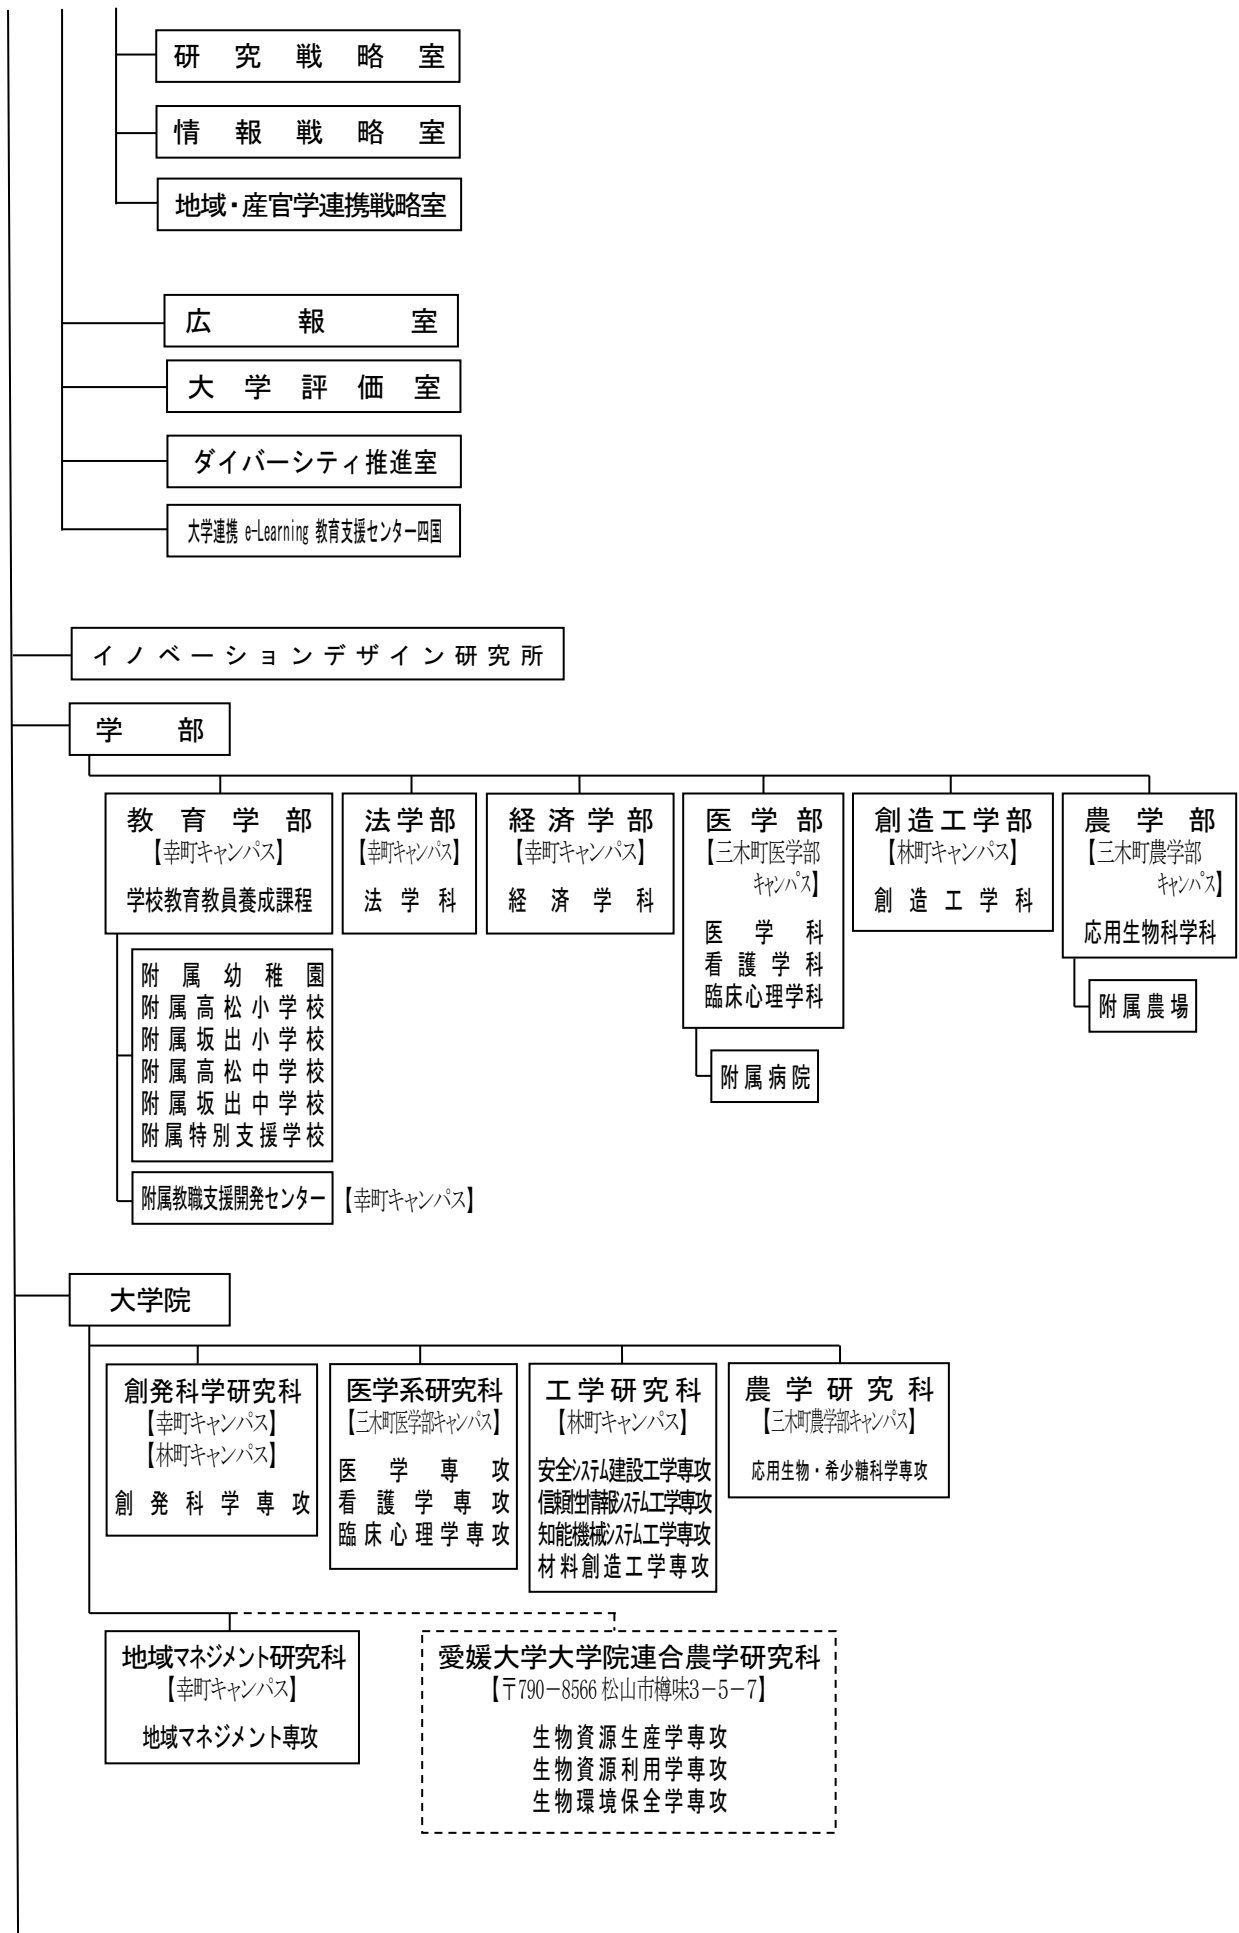 研究戦略室
情報戦略室
地域・産官学連携戦略室
広報室
大学評価室
ダイバーシティ推進室
大学連携 e-Learning 教育支援センター四国
イノベーションデザイン研究所
学部
教育学部
【幸町キャンパス】
学校教育教員養成課程
法学部
【幸町キャンパス】
法学科
経済学部
【幸町キャンパス】
経済学科
医学部
【三木町医学部
キャンパス】
医学科
看護学科
臨床心理学科
創造工学部
【林町キャンパス】
創造工学科
農学部
【三木町農学部
キャンパス】
応用生物科学科
附属幼稚園
附属高松小学校
附属坂出小学校
附属高松中学校
附属坂出中学校
附属特別支援学校
附属教職支援開発センター 【幸町キャンパス】
附属病院
附属農場
大学院
創発科学研究科
【幸町キャンパス】
【林町キャンパス】
創発科学専攻
医学系研究科
【三木町医学部キャンパス】
医学専攻
看護学専攻
臨床心理学専攻
工学研究科
【林町キャンパス】
安全システム建設工学専攻
信頼性情報システム工学専攻
知能機械システム工学専攻
材料創造工学専攻
農学研究科
【三木町農学部キャンパス】
応用生物・希少糖科学専攻
地域マネジメント研究科
【幸町キャンパス】
地域マネジメント専攻
愛媛大学大学院連合農学研究科
【〒790－8566 松山市樽味3－5－7】
生物資源生産学専攻
生物資源利用学専攻
生物環境保全学専攻